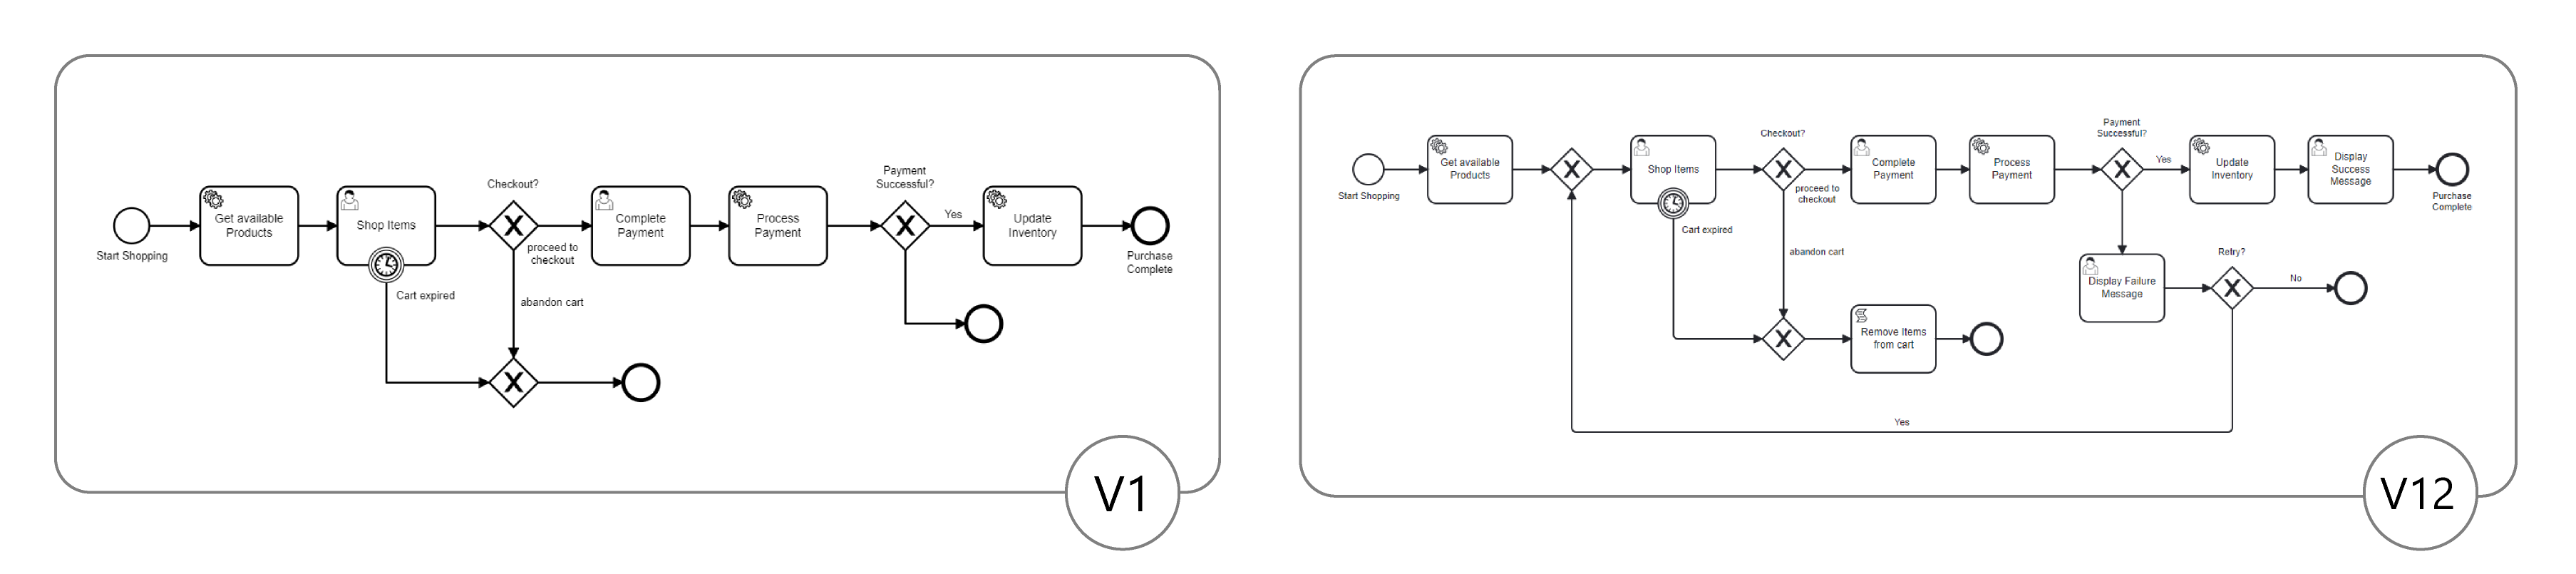 Payment
Successful?
Checkout?
Get available
Products
Shop Items
Complete
Payment
Process
Payment
Yes
Update
Inventory
Start Shopping
proceed to
checkout
Purchase
Complete
Cart expired
abandon cart
X
X
X
V1
Payment
Successful?
Checkout?
Get available
Products
X
Shop Items
X
Complete
Payment
Process
Payment
X
Yes
Update
Inventory
Display
Success
Message
Start Shopping
proceed to
checkout
Purchase
Complete
Cart expired
abandon cart
Retry?
Display Failure
Message
X
No
X
Remove Items
from cart
Yes
V12